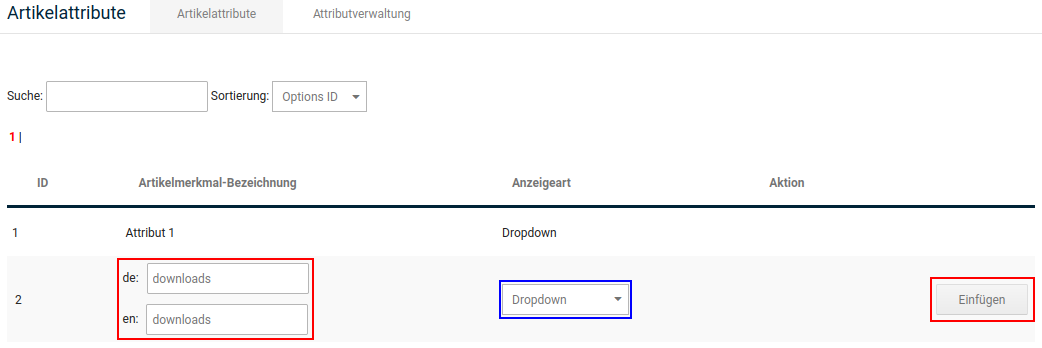 Artikelattribute Artikelattribute Attributverwaltung
Suche: Sortierung: Options ID
1 |
ID Artikelmerkmal-Bezeichnung Anzeigeart Aktion
1 Attribut 1 Dropdown
de: downloads
2 Dropdown Einfügen
en: downloads